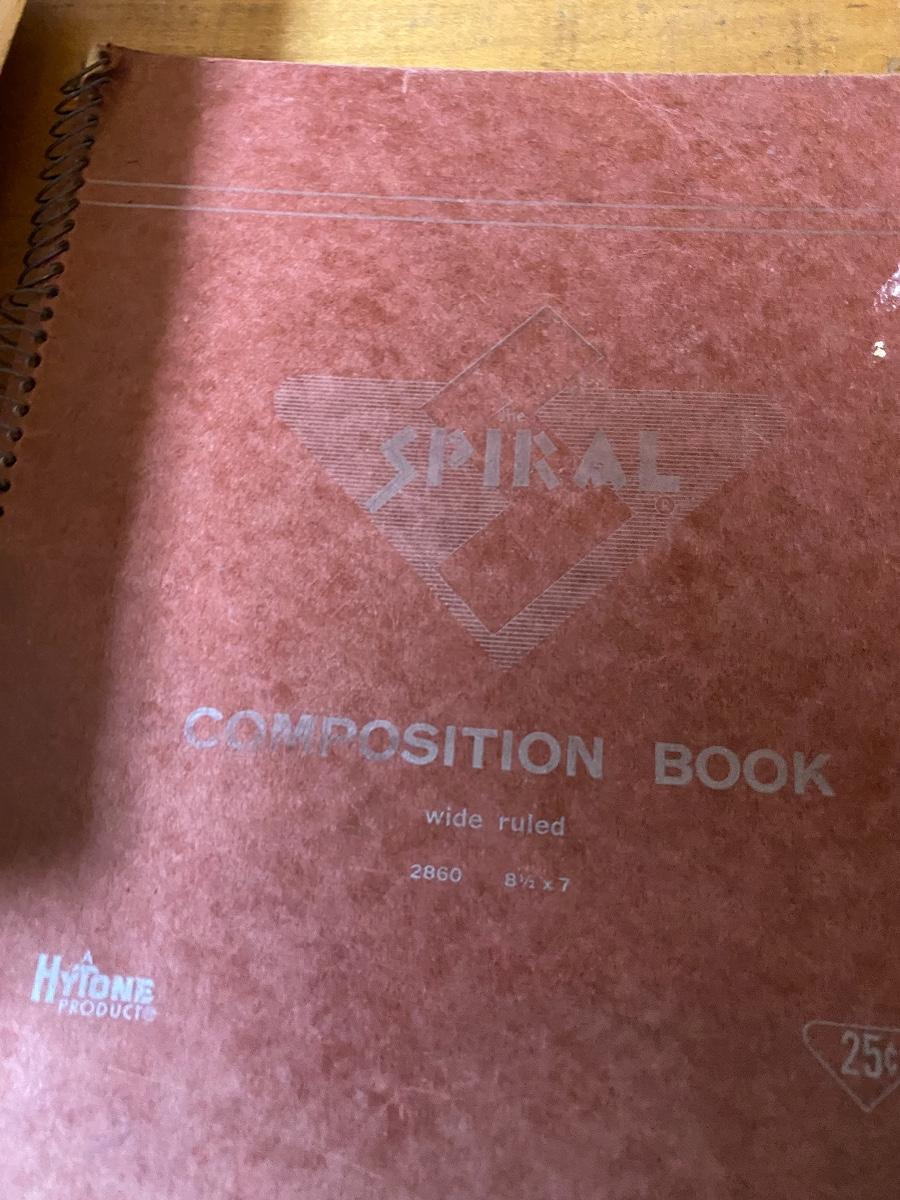 The
SPIRAL
®
COMPOSITION BOOK
wide ruled
2860 8½ x 7
A
HYTONE
PRODUCT®
25¢